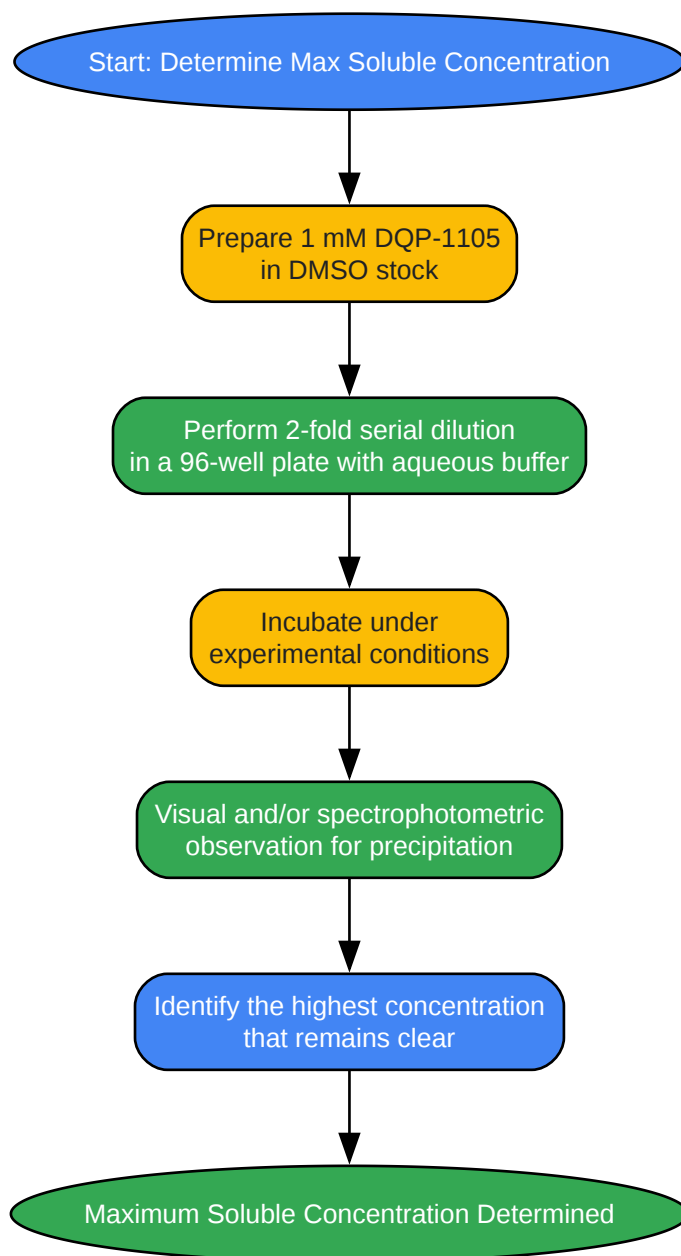 Start: Determine Max Soluble Concentration
Prepare 1 mM DQP-1105
in DMSO stock
Perform 2-fold serial dilution
in a 96-well plate with aqueous buffer
Incubate under
experimental conditions
Visual and/or spectrophotometric
observation for precipitation
Identify the highest concentration
that remains clear
Maximum Soluble Concentration Determined